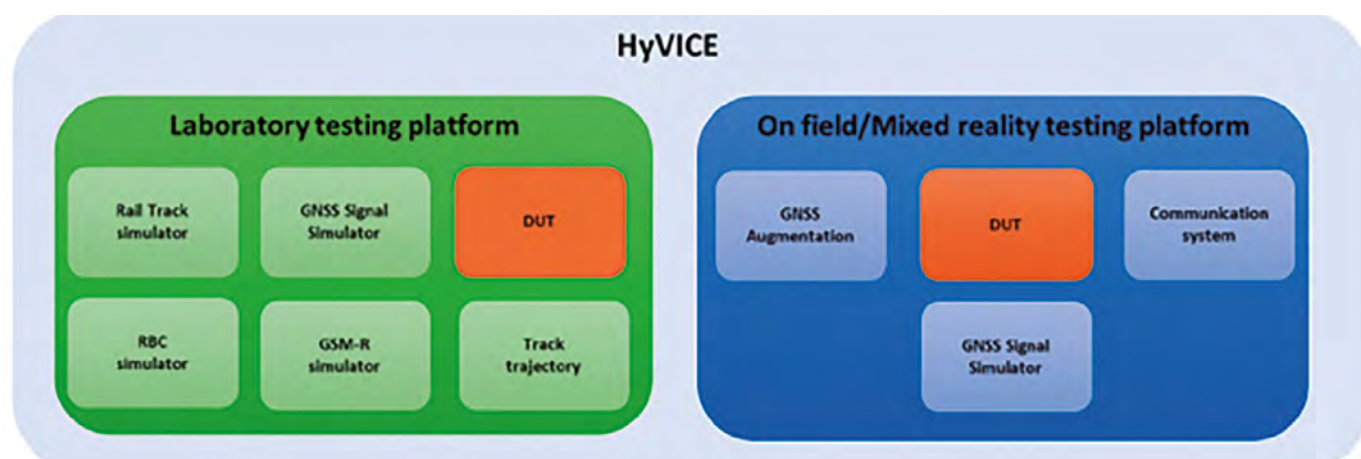 HyVICE
Laboratory testing platform
Rail Track
simulator
GNSS Signal
Simulator
DUT
RBC
simulator
GSM-R
simulator
Track
trajectory
On field/Mixed reality testing platform
GNSS
Augmentation
DUT
Communication
system
GNSS Signal
Simulator